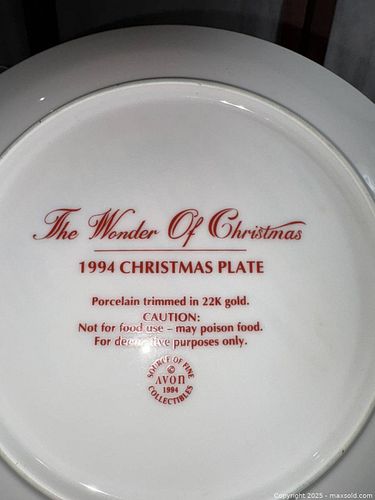 The Wonder Of Christmas
1994 CHRISTMAS PLATE
Porcelain trimmed in 22K gold.
CAUTION:
Not for food use – may poison food.
For decorative purposes only.
SOURCE OF FINE
©
AVON
1994
COLLECTIBLES
Copyright 2025 - maxsold.com